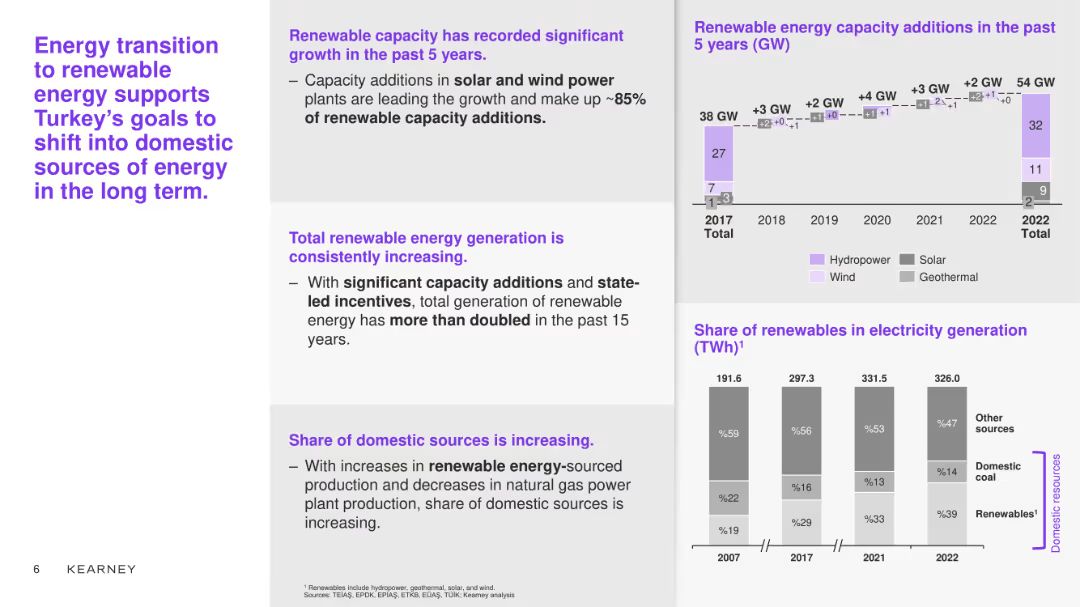 Energy transition
to renewable
energy supports
Turkey's goals to
shift into domestic
sources of energy
in the long term.
6 KEARNEY
Renewable capacity has recorded significant
growth in the past 5 years.
– Capacity additions in solar and wind power
plants are leading the growth and make up ~85%
of renewable capacity additions.
Total renewable energy generation is
consistently increasing.
– With significant capacity additions and state-
led incentives, total generation of renewable
energy has more than doubled in the past 15
years.
Share of domestic sources is increasing.
– With increases in renewable energy-sourced
production and decreases in natural gas power
plant production, share of domestic sources is
increasing.
¹ Renewables include hydropower, geothermal, solar, and wind.
Sources: TEİAŞ, EPDK, EPİAŞ, ETKB, EÜAŞ, TÜİK; Kearney analysis
Renewable energy capacity additions in the past
5 years (GW)
38 GW +3 GW +2 GW +4 GW +3 GW +2 GW 54 GW
+2 +0 +1 +1 +0 +1 +1 +1 2 +1 +2 +1 +0
27 32
7 11
3 9
1 2
2017 2018 2019 2020 2021 2022 2022
Total Total
Hydropower Solar
Wind Geothermal
Share of renewables in electricity generation
(TWh)¹
191.6 297.3 331.5 326.0
%59 %56 %53 %47 Other
sources
%22 %16 %13 %14 Domestic
coal
%19 %29 %33 %39 Renewables¹
Domestic resources
2007 2017 2021 2022